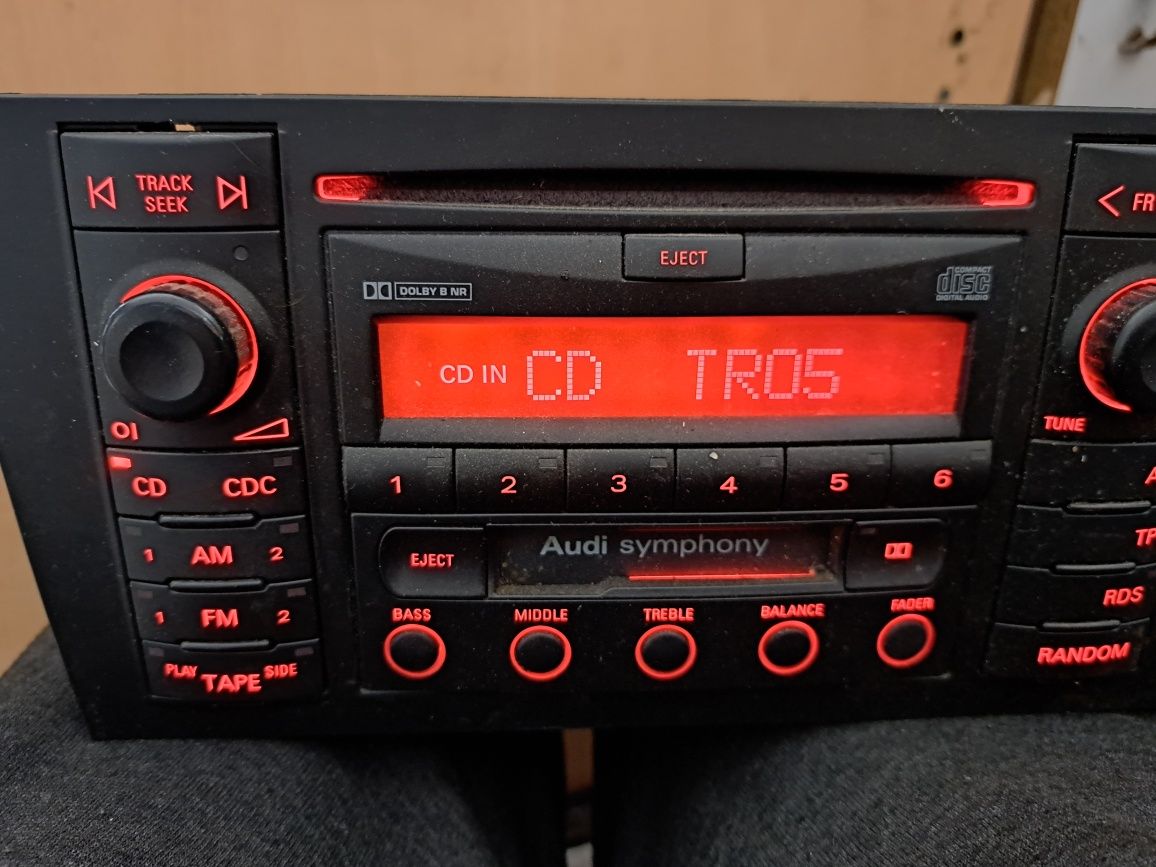 TRACK
SEEK
FR
EJECT
DOLBY B NR
COMPACT
disc
DIGITAL AUDIO
CD IN CD TR05
TUNE
CD CDC
1 2 3 4 5 6
1 AM 2
EJECT
Audi symphony
TP
1 FM 2
BASS MIDDLE TREBLE BALANCE FADER
RDS
PLAY TAPE SIDE
RANDOM